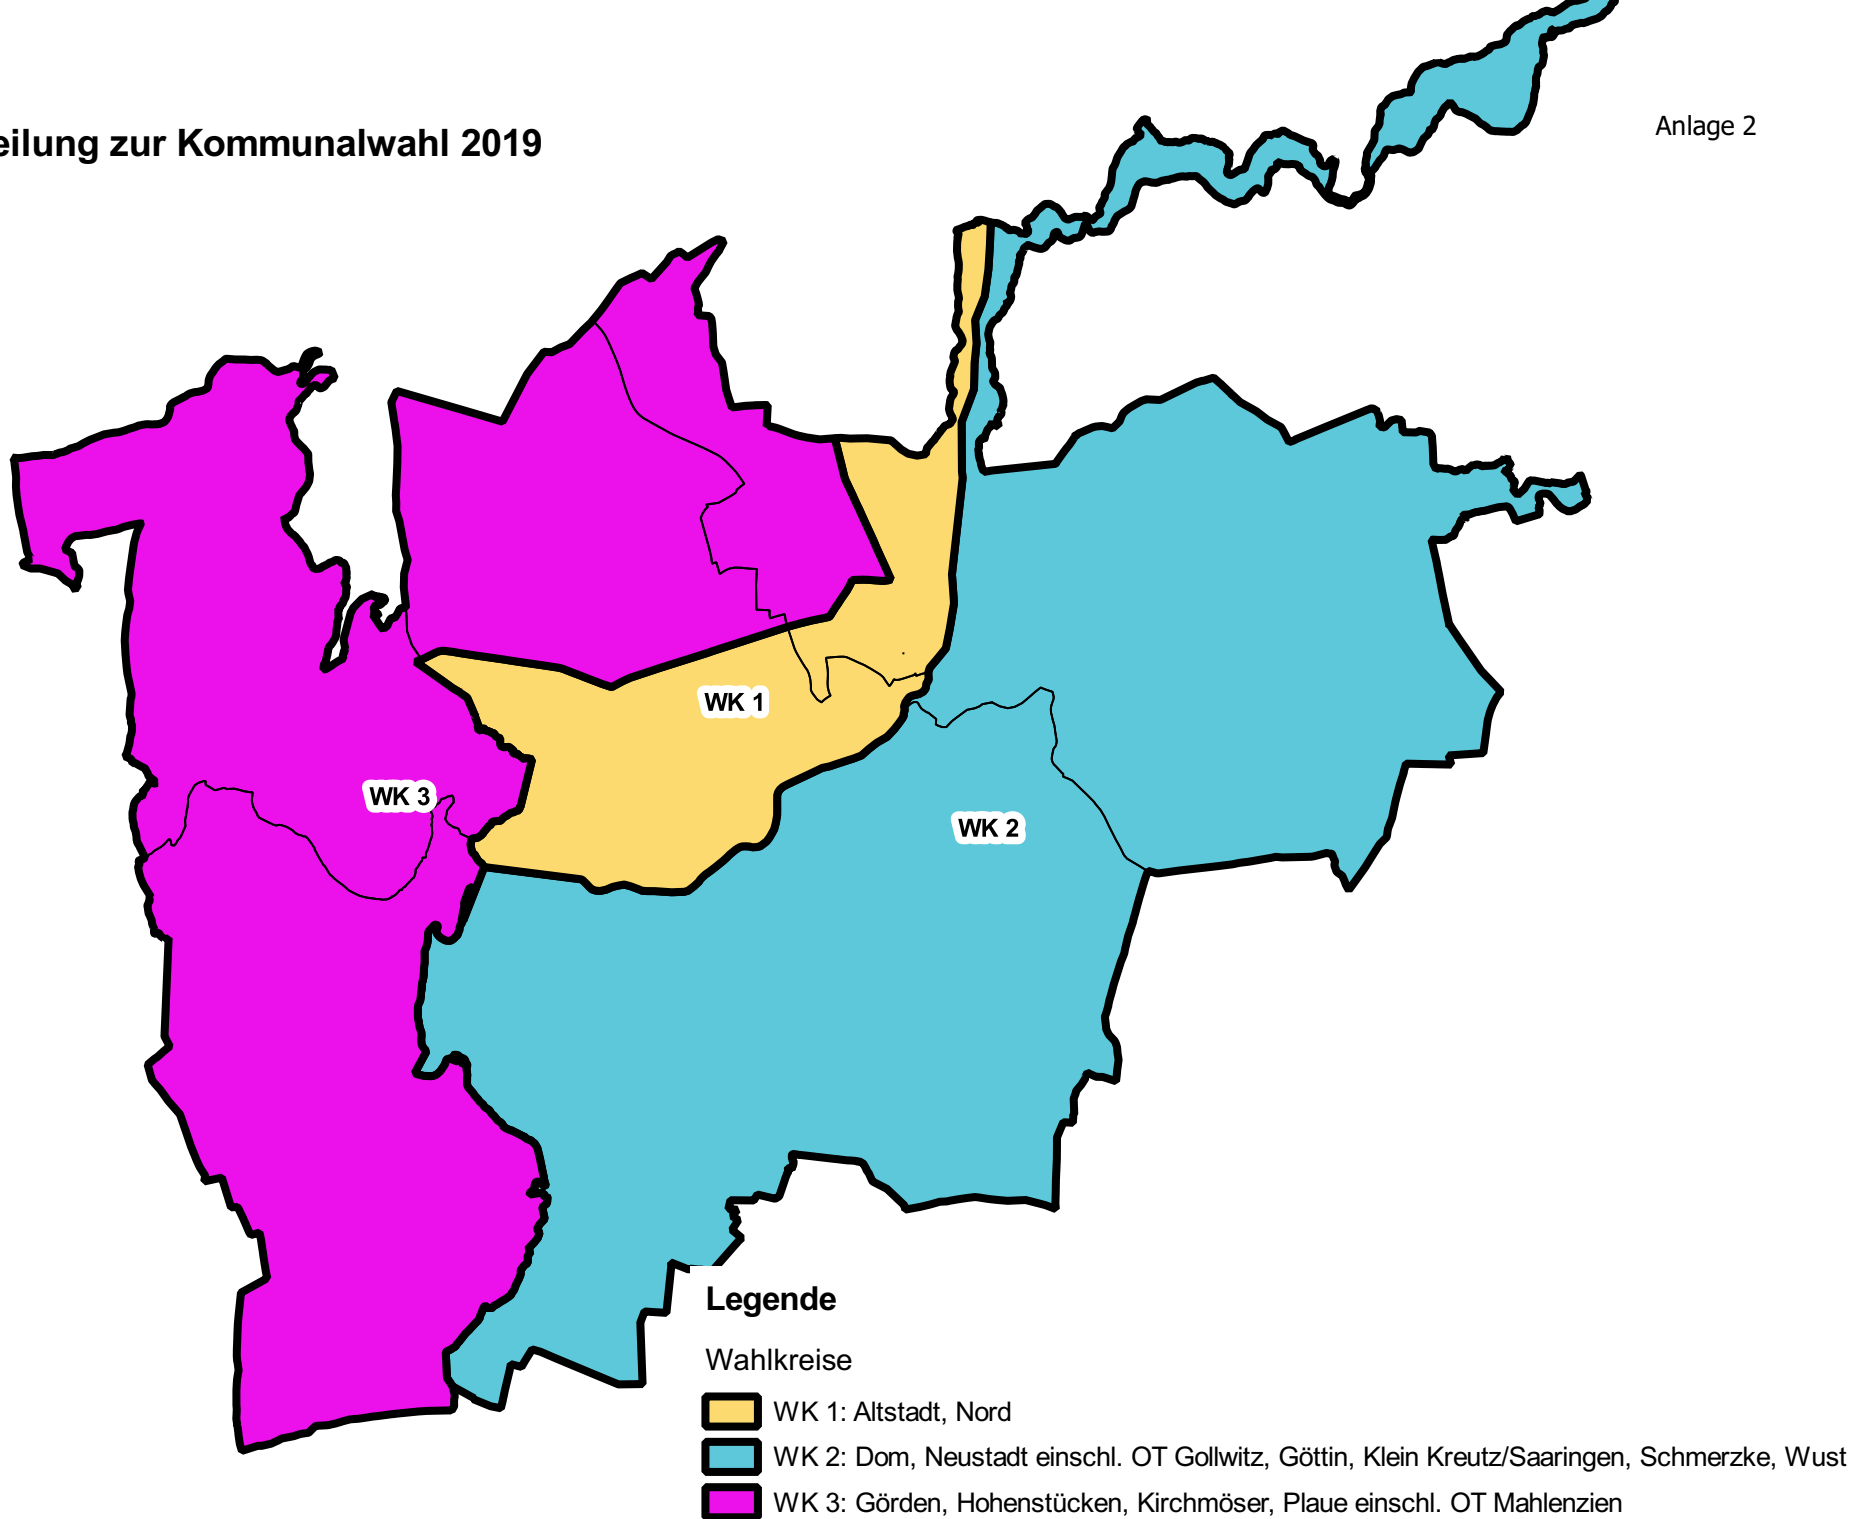 eilung zur Kommunalwahl 2019
Anlage 2
WK 1
WK 3
WK 2
Legende
Wahlkreise
WK 1: Altstadt, Nord
WK 2: Dom, Neustadt einschl. OT Gollwitz, Göttin, Klein Kreutz/Saaringen, Schmerzke, Wust
WK 3: Görden, Hohenstücken, Kirchmöser, Plaue einschl. OT Mahlenzien